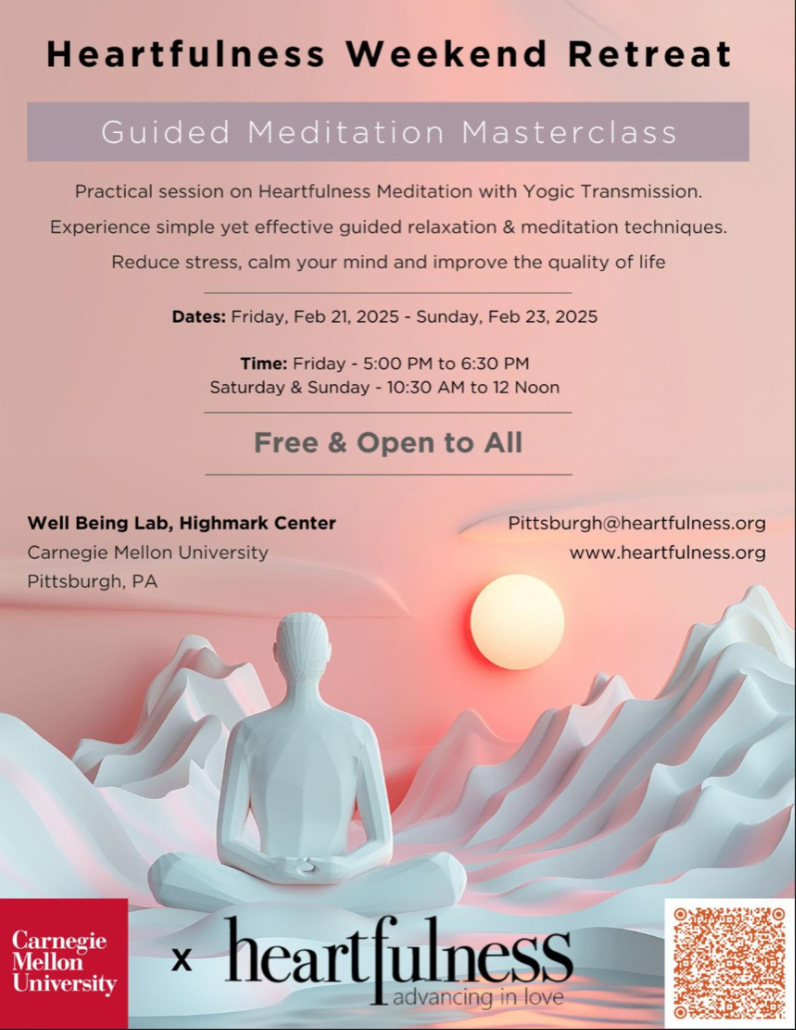 Heartfulness Weekend Retreat
Guided Meditation Masterclass
Practical session on Heartfulness Meditation with Yogic Transmission.
Experience simple yet effective guided relaxation & meditation techniques.
Reduce stress, calm your mind and improve the quality of life
Dates: Friday, Feb 21, 2025 - Sunday, Feb 23, 2025
Time: Friday - 5:00 PM to 6:30 PM
Saturday & Sunday - 10:30 AM to 12 Noon
Free & Open to All
Well Being Lab, Highmark Center
Carnegie Mellon University
Pittsburgh, PA
Pittsburgh@heartfulness.org
www.heartfulness.org
Carnegie
Mellon
University
x
heartfulness
advancing in love